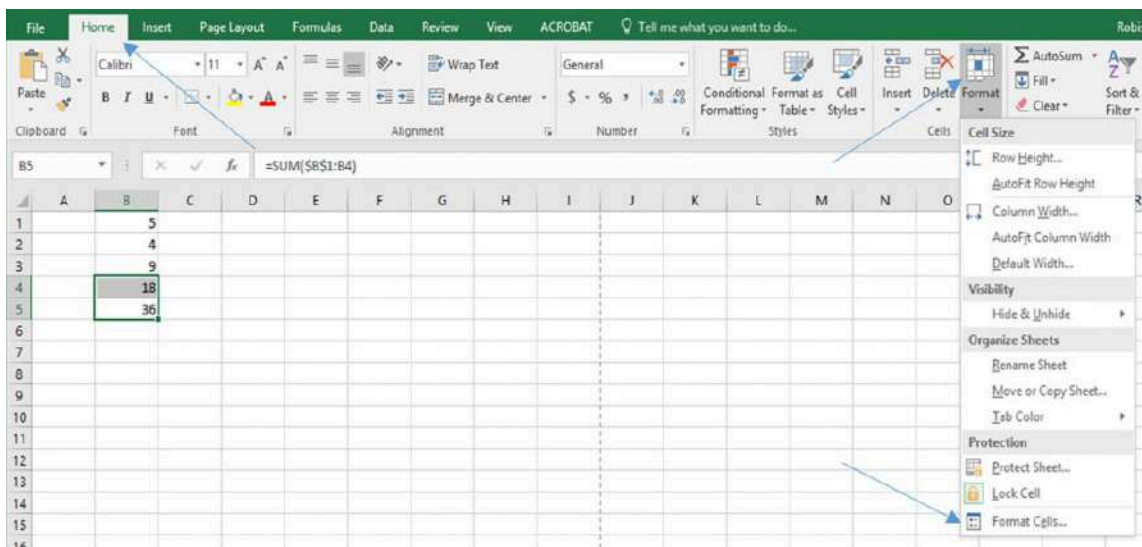 File Home Insert Page Layout Formulas Data Review View ACROBAT Tell me what you want to do...
Calibri 11 A A Wrap Text General AutoSum
Paste B I U A Merge & Center $ % , Conditional Formatting Format as Table Cell Styles Insert Delete Format Fill Clear Sort & Filter
Clipboard Font Alignment Number Styles Cells
B5 fx =SUM($B$1:B4)
A B C D E F G H I J K L M N O
1 5
2 4
3 9
4 18
5 36
6
7
8
9
10
11
12
13
14
15
16
Cell Size
Row Height...
AutoFit Row Height
Column Width...
AutoFit Column Width
Default Width...
Visibility
Hide & Unhide
Organize Sheets
Rename Sheet
Move or Copy Sheet...
Tab Color
Protection
Protect Sheet...
Lock Cell
Format Cells...